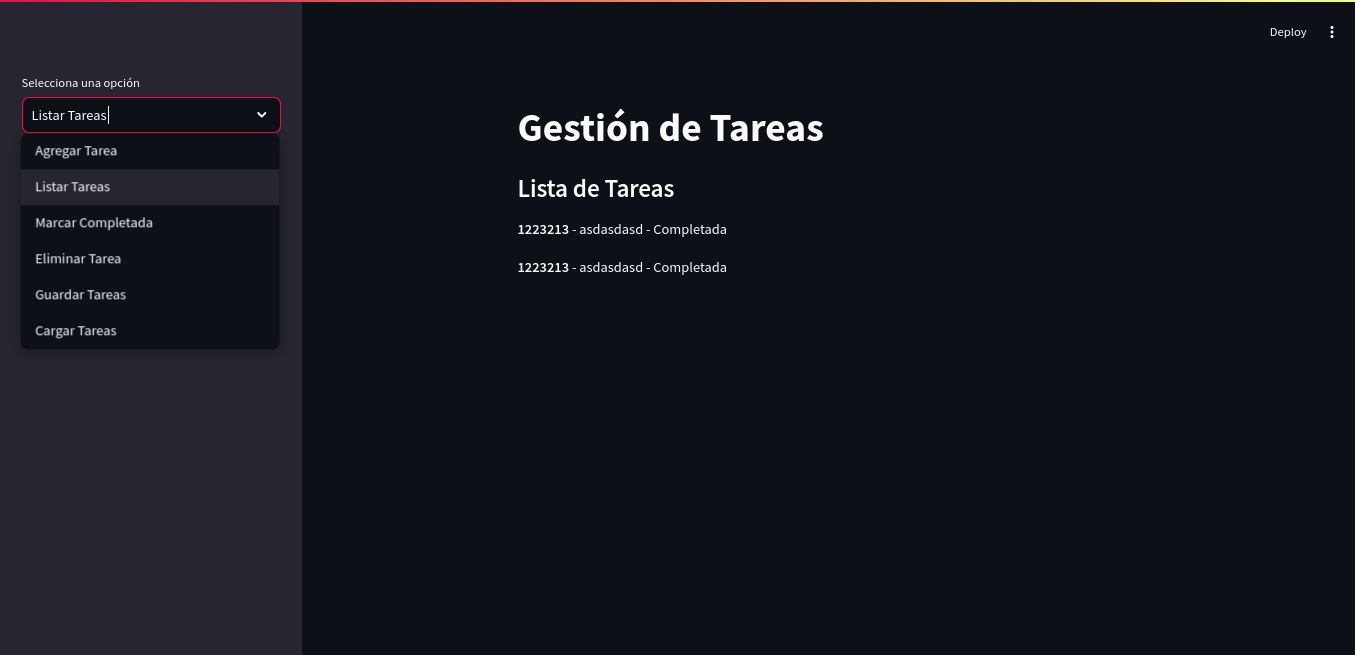 Deploy
Selecciona una opción
Listar Tareas
Agregar Tarea
Listar Tareas
Marcar Completada
Eliminar Tarea
Guardar Tareas
Cargar Tareas
Gestión de Tareas
Lista de Tareas
1223213 - asdasdasd - Completada
1223213 - asdasdasd - Completada